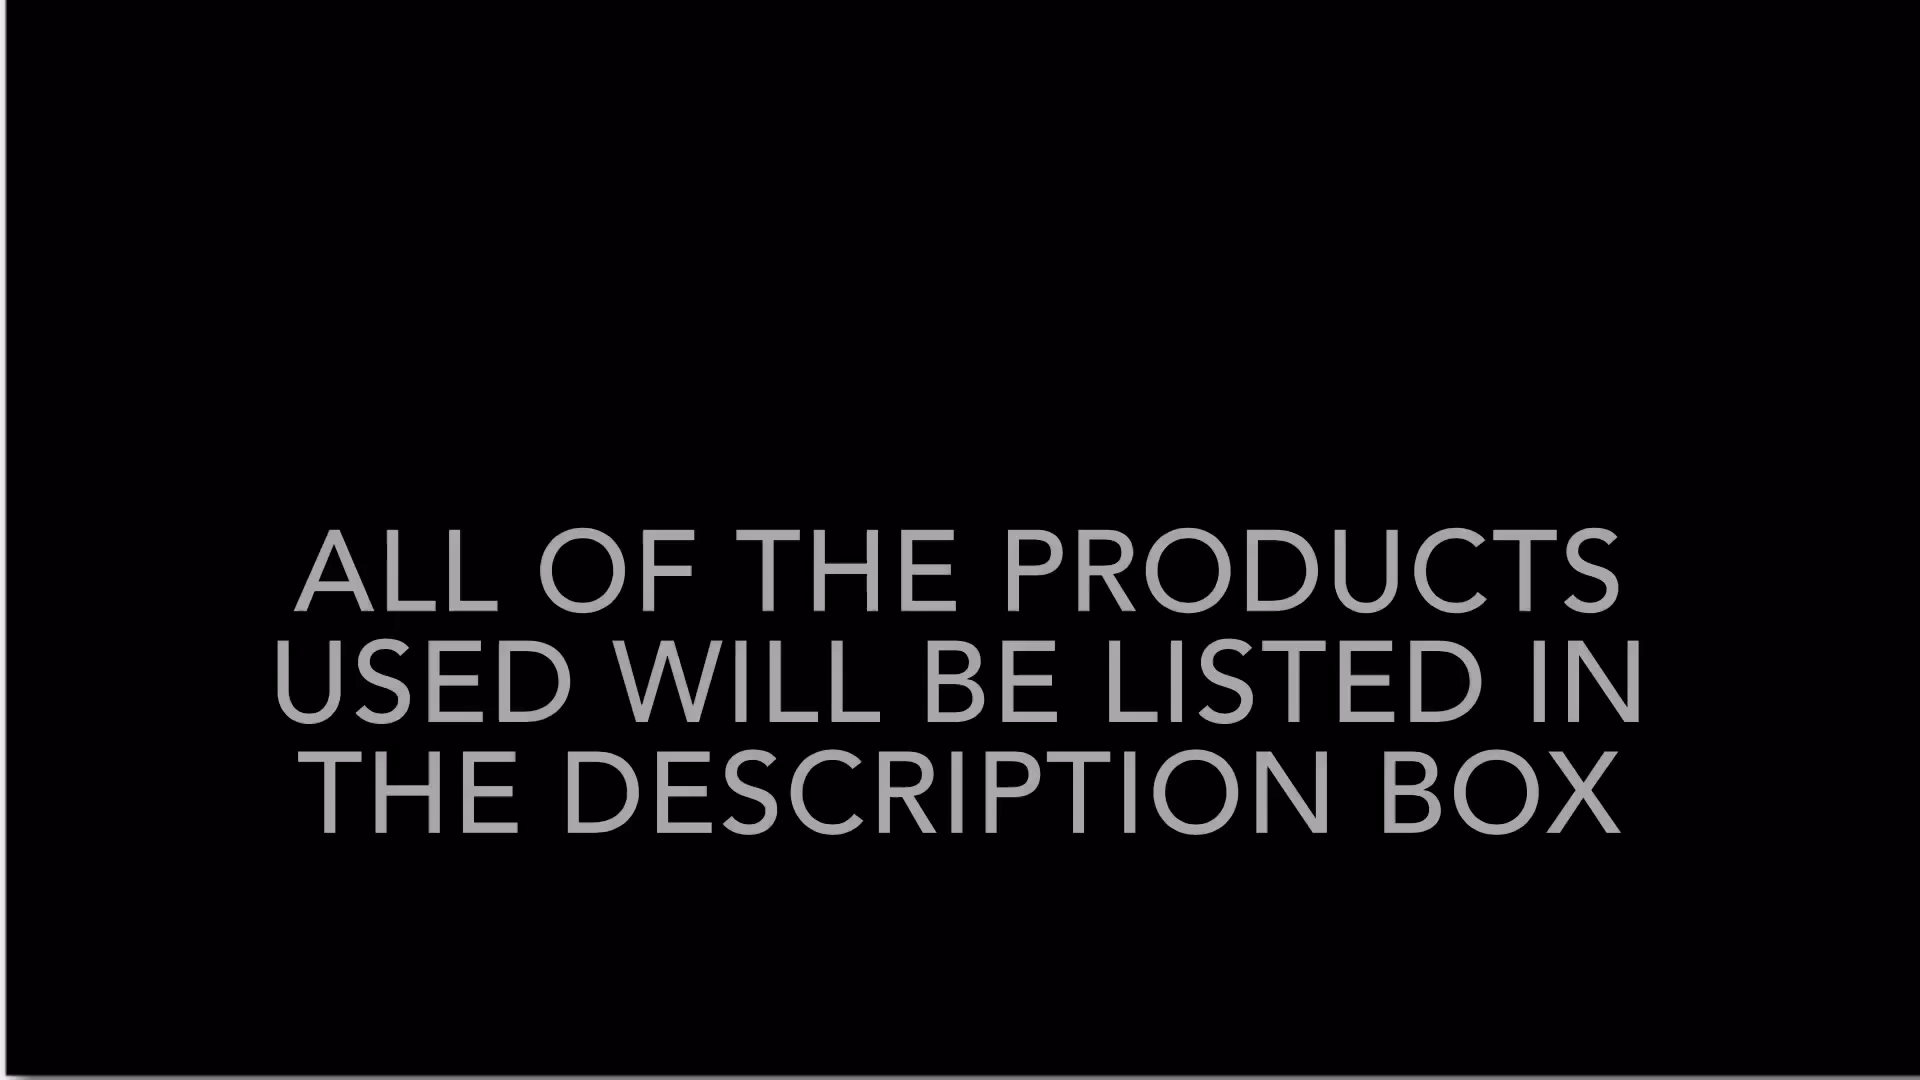 ALL OF THE PRODUCTS
USED WILL BE LISTED IN
THE DESCRIPTION BOX